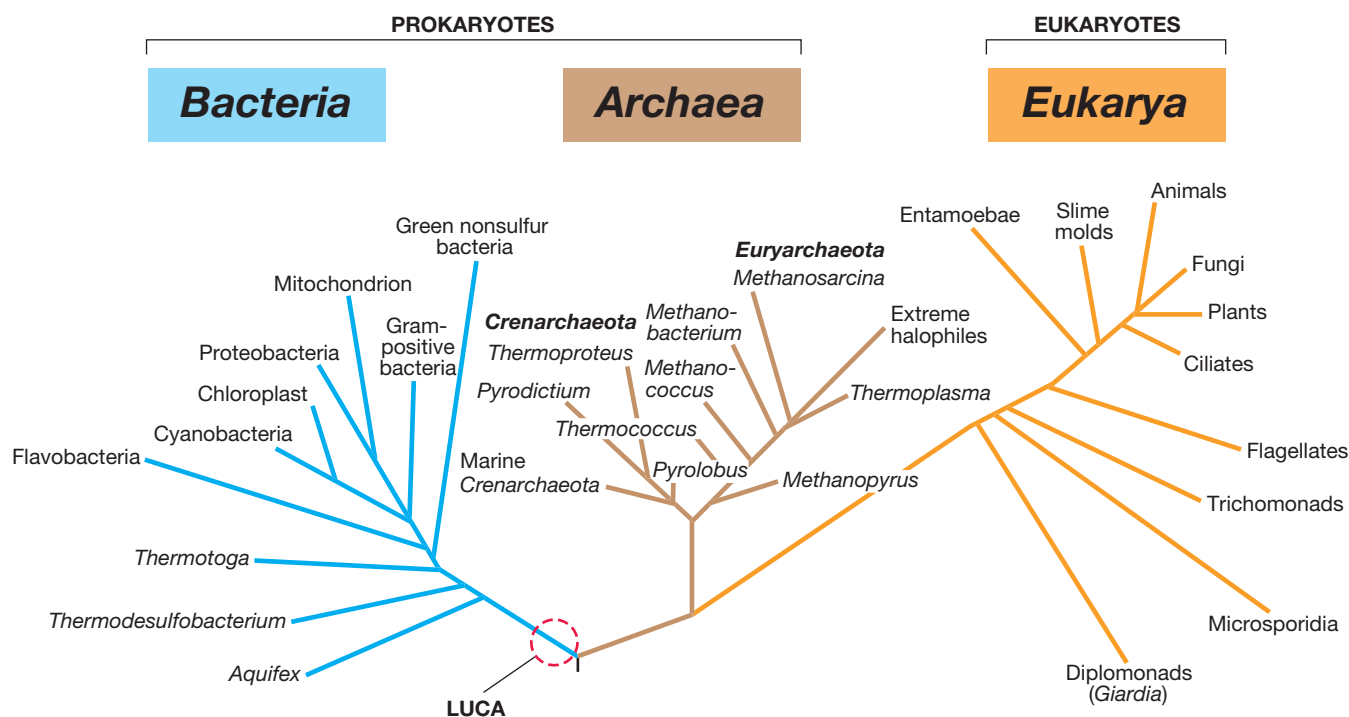 PROKARYOTES
EUKARYOTES
Bacteria
Archaea
Eukarya
Green nonsulfur
bacteria
Mitochondrion
Gram-
positive
bacteria
Proteobacteria
Chloroplast
Cyanobacteria
Flavobacteria
Thermotoga
Thermodesulfobacterium
Aquifex
LUCA
Crenarchaeota
Thermoproteus
Pyrodictium
Thermococcus
Marine
Crenarchaeota
Pyrolobus
Euryarchaeota
Methanosarcina
Methano-
bacterium
Methano-
coccus
Extreme
halophiles
Thermoplasma
Methanopyrus
Entamoebae
Slime
molds
Animals
Fungi
Plants
Ciliates
Flagellates
Trichomonads
Microsporidia
Diplomonads
(Giardia)